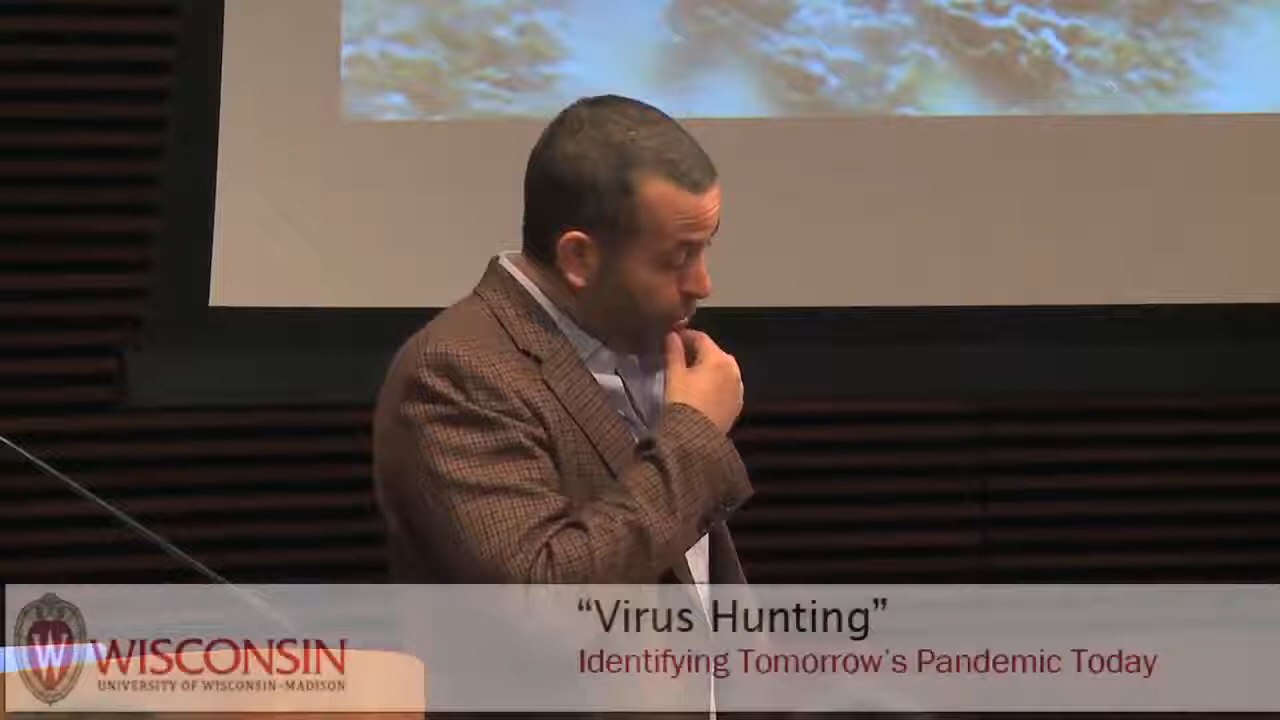 “Virus Hunting”
Identifying Tomorrow's Pandemic Today
W
WISCONSIN
UNIVERSITY OF WISCONSIN–MADISON